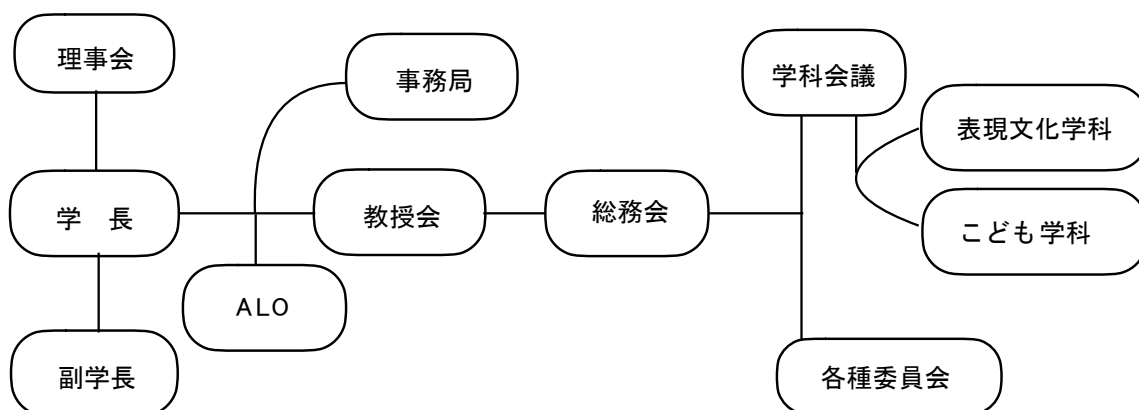 理事会
事務局
学科会議
表現文化学科
学　長
教授会
総務会
こども学科
ALO
副学長
各種委員会